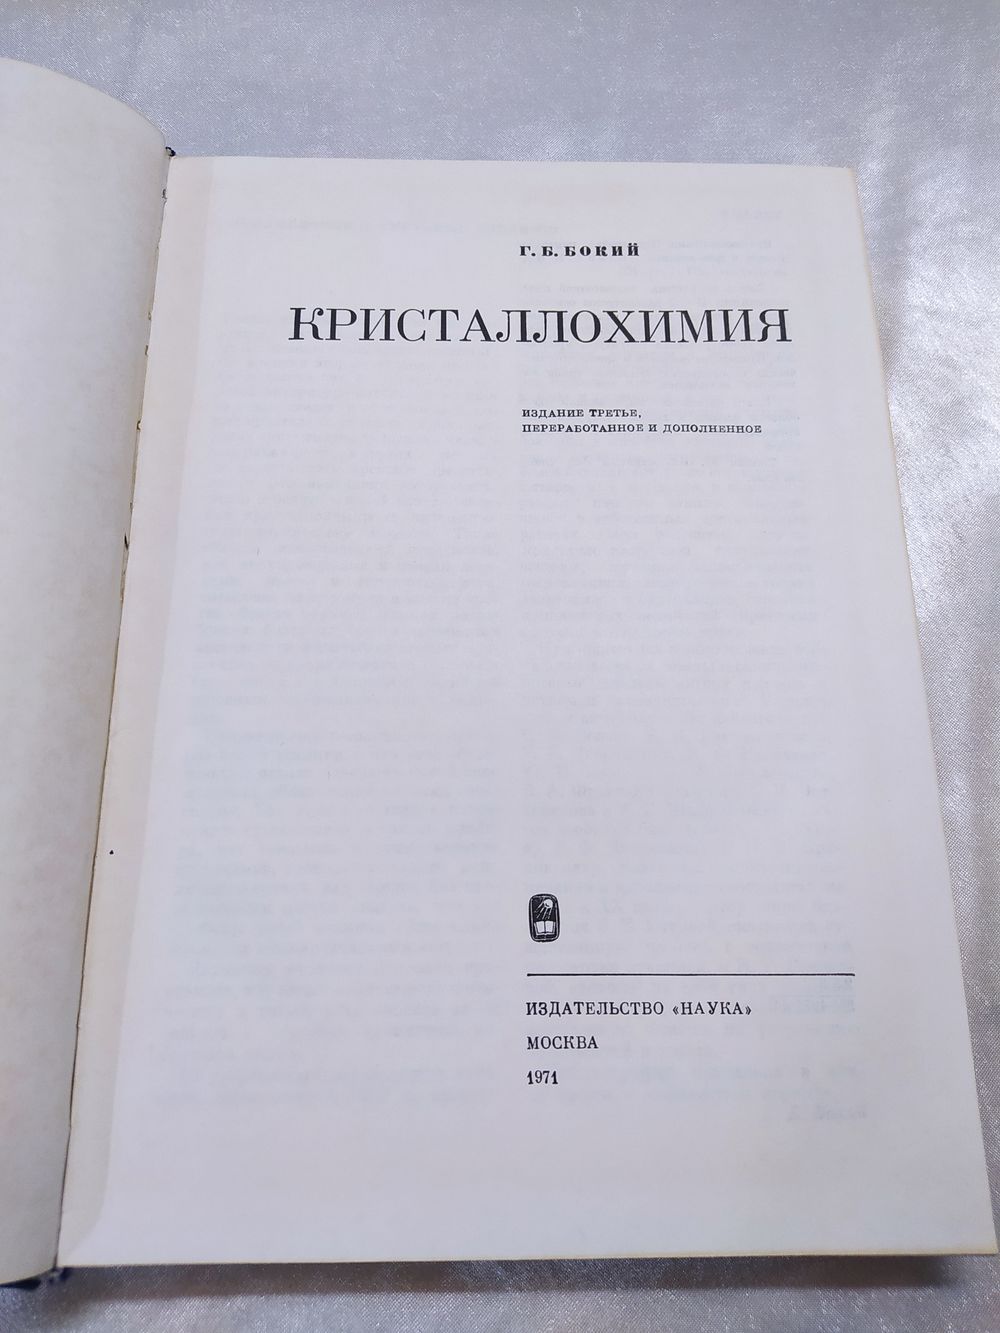 Г. Б. БОКИЙ
КРИСТАЛЛОХИМИЯ
ИЗДАНИЕ ТРЕТЬЕ,
ПЕРЕРАБОТАННОЕ И ДОПОЛНЕННОЕ
ИЗДАТЕЛЬСТВО «НАУКА»
МОСКВА
1971